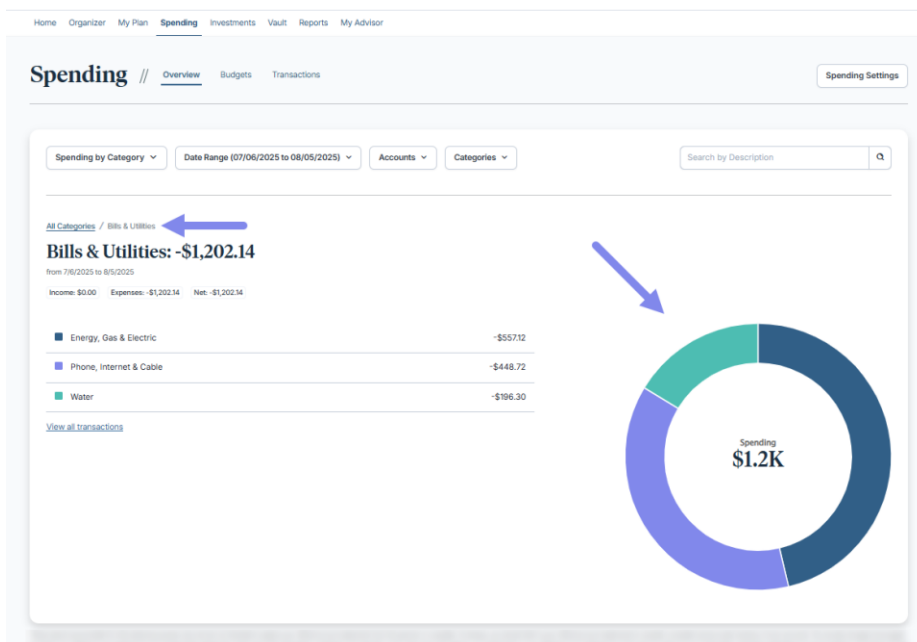 Home Organizer My Plan Spending Investments Vault Reports My Advisor
Spending // Overview Budgets Transactions Spending Settings
Spending by Category Date Range (07/06/2025 to 08/05/2025) Accounts Categories Search by Description
All Categories / Bills & Utilities
Bills & Utilities: -$1,202.14
from 7/6/2025 to 8/5/2025
Income: $0.00 Expenses: -$1,202.14 Net: -$1,202.14
Energy, Gas & Electric -$557.12
Phone, Internet & Cable -$448.72
Water -$196.30
View all transactions
Spending
$1.2K